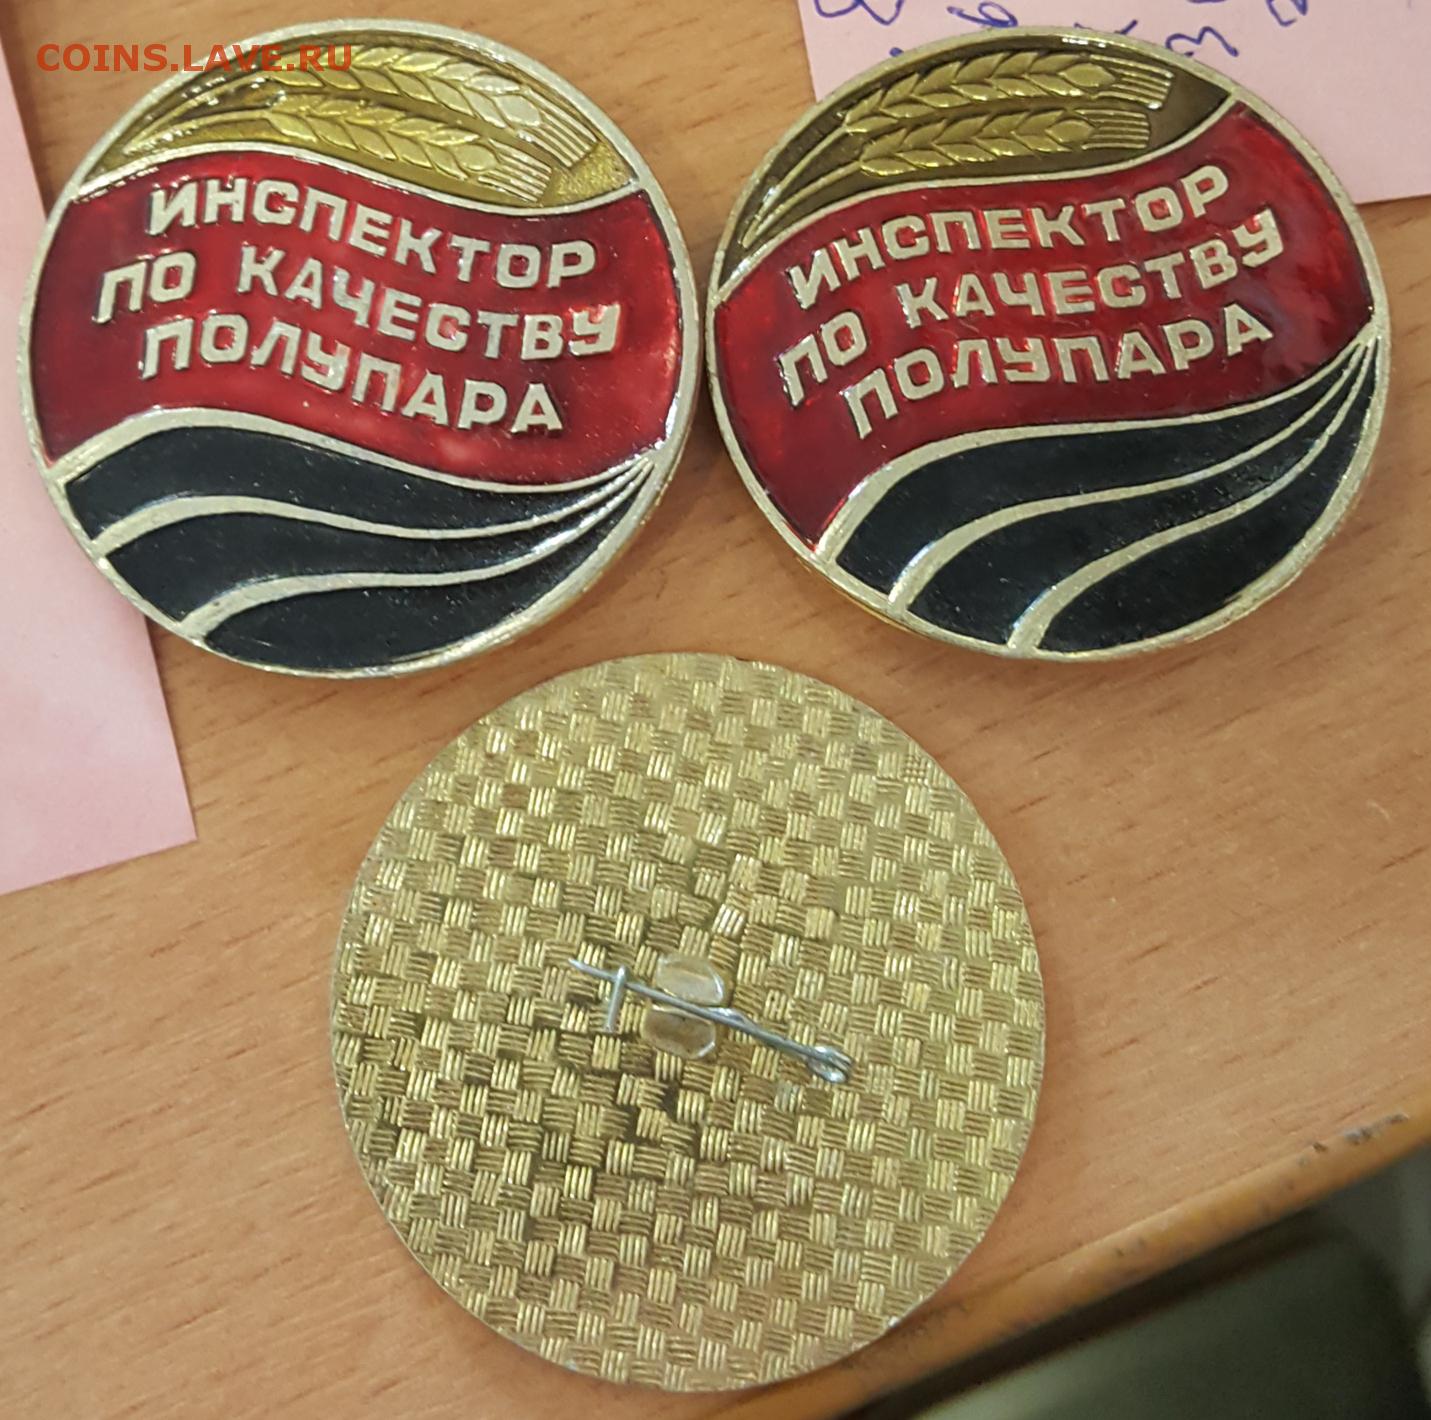 COINS.LAVE.RU
ИНСПЕКТОР
ПО КАЧЕСТВУ
ПОЛУПАРА
ИНСПЕКТОР
ПО КАЧЕСТВУ
ПОЛУПАРА